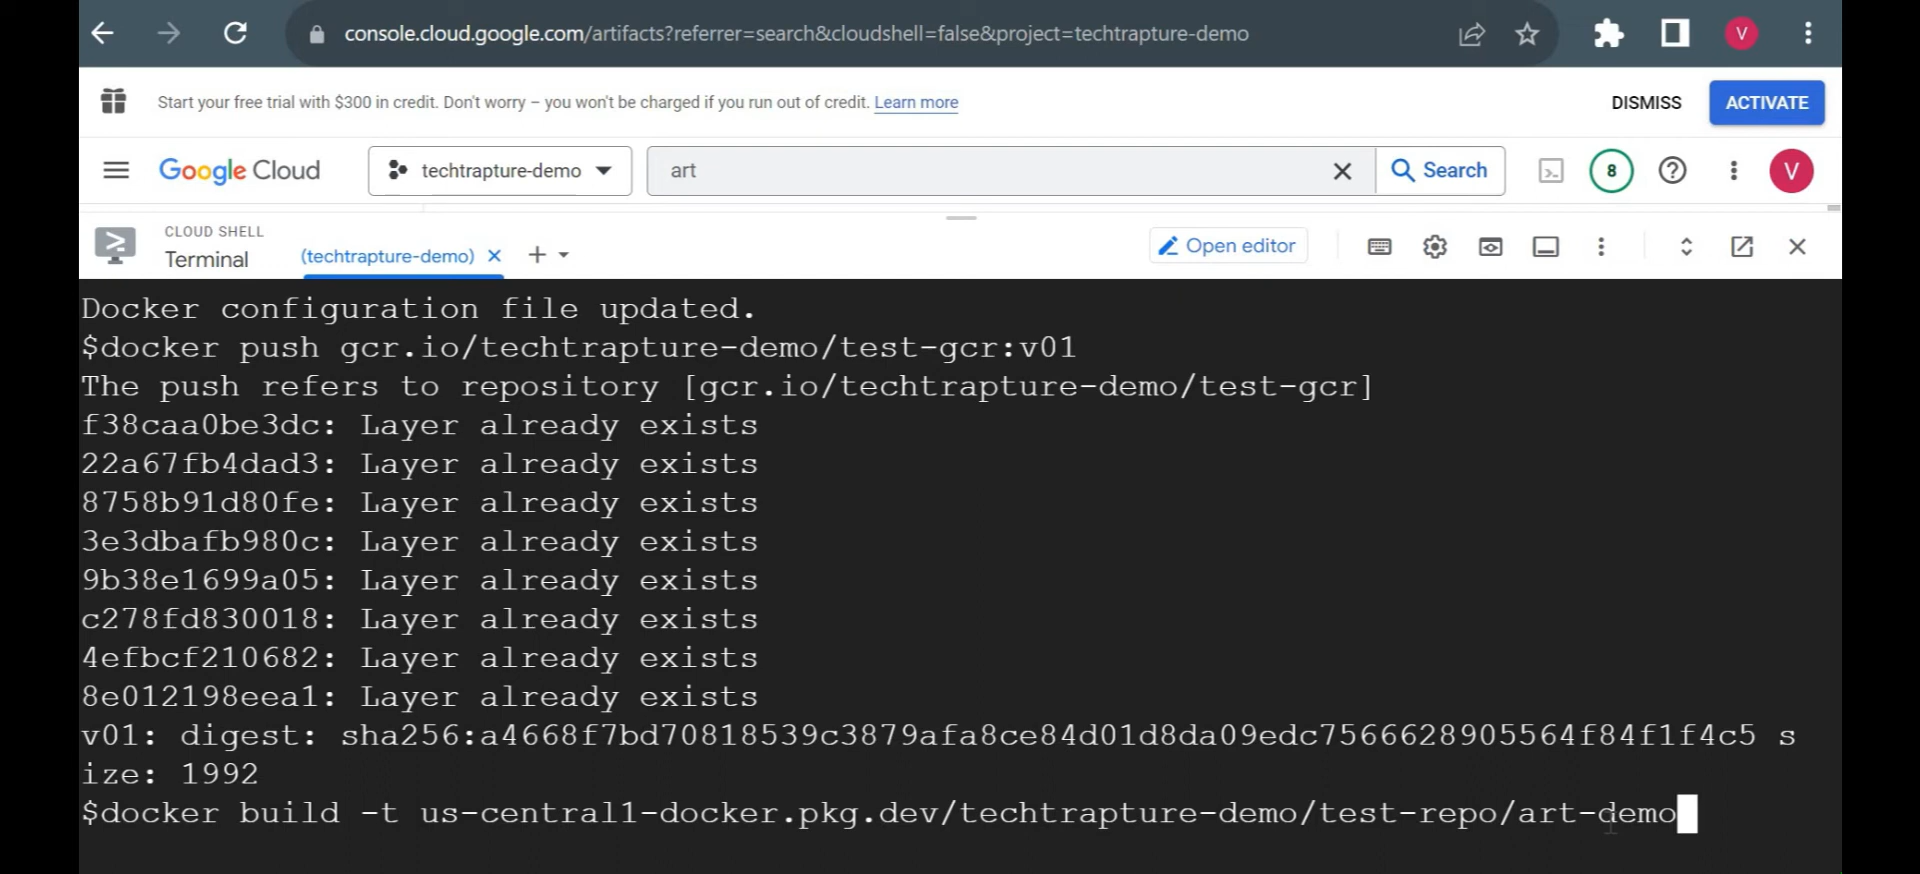 console.cloud.google.com/artifacts?referrer=search&cloudshell=false&project=techtrapture-demo
V
Start your free trial with $300 in credit. Don't worry – you won't be charged if you run out of credit. Learn more
DISMISS
ACTIVATE
Google Cloud
techtrapture-demo
art
Search
8
V
CLOUD SHELL
Terminal
(techtrapture-demo)
Open editor
Docker configuration file updated.
$docker push gcr.io/techtrapture-demo/test-gcr:v01
The push refers to repository [gcr.io/techtrapture-demo/test-gcr]
f38caa0be3dc: Layer already exists
22a67fb4dad3: Layer already exists
8758b91d80fe: Layer already exists
3e3dbafb980c: Layer already exists
9b38e1699a05: Layer already exists
c278fd830018: Layer already exists
4efbcf210682: Layer already exists
8e012198eea1: Layer already exists
v01: digest: sha256:a4668f7bd70818539c3879afa8ce84d01d8da09edc7566628905564f84f1f4c5 s
ize: 1992
$docker build -t us-central1-docker.pkg.dev/techtrapture-demo/test-repo/art-demo